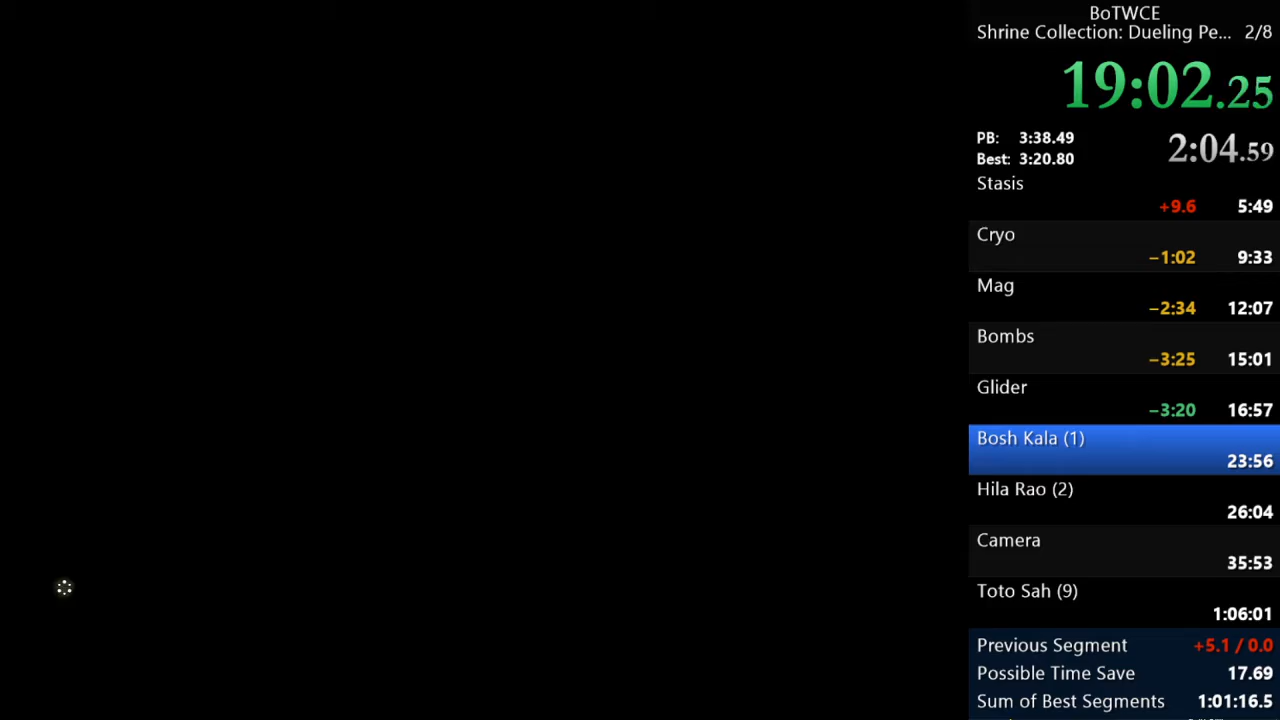 BoTWCE
Shrine Collection: Dueling Pe... 2/8
19:02.25
PB: 3:38.49
2:04.59
Best: 3:20.80
Stasis
+9.6 5:49
Cryo
−1:02 9:33
Mag
−2:34 12:07
Bombs
−3:25 15:01
Glider
−3:20 16:57
Bosh Kala (1)
23:56
Hila Rao (2)
26:04
Camera
35:53
Toto Sah (9)
1:06:01
Previous Segment +5.1 / 0.0
Possible Time Save 17.69
Sum of Best Segments 1:01:16.5